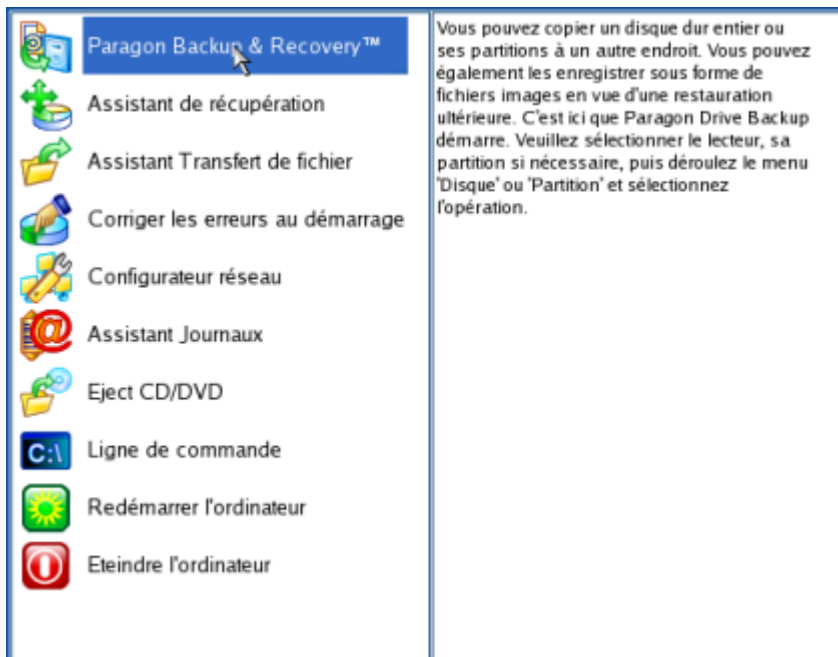 Paragon Backup & Recovery™
Assistant de récupération
Assistant Transfert de fichier
Corriger les erreurs au démarrage
Configurateur réseau
Assistant Journaux
Eject CD/DVD
C:\
Ligne de commande
Redémarrer l'ordinateur
Eteindre l'ordinateur
Vous pouvez copier un disque dur entier ou
ses partitions à un autre endroit. Vous pouvez
également les enregistrer sous forme de
fichiers images en vue d'une restauration
ultérieure. C'est ici que Paragon Drive Backup
démarre. Veuillez sélectionner le lecteur, sa
partition si nécessaire, puis déroulez le menu
'Disque' ou 'Partition' et sélectionnez
l'opération.